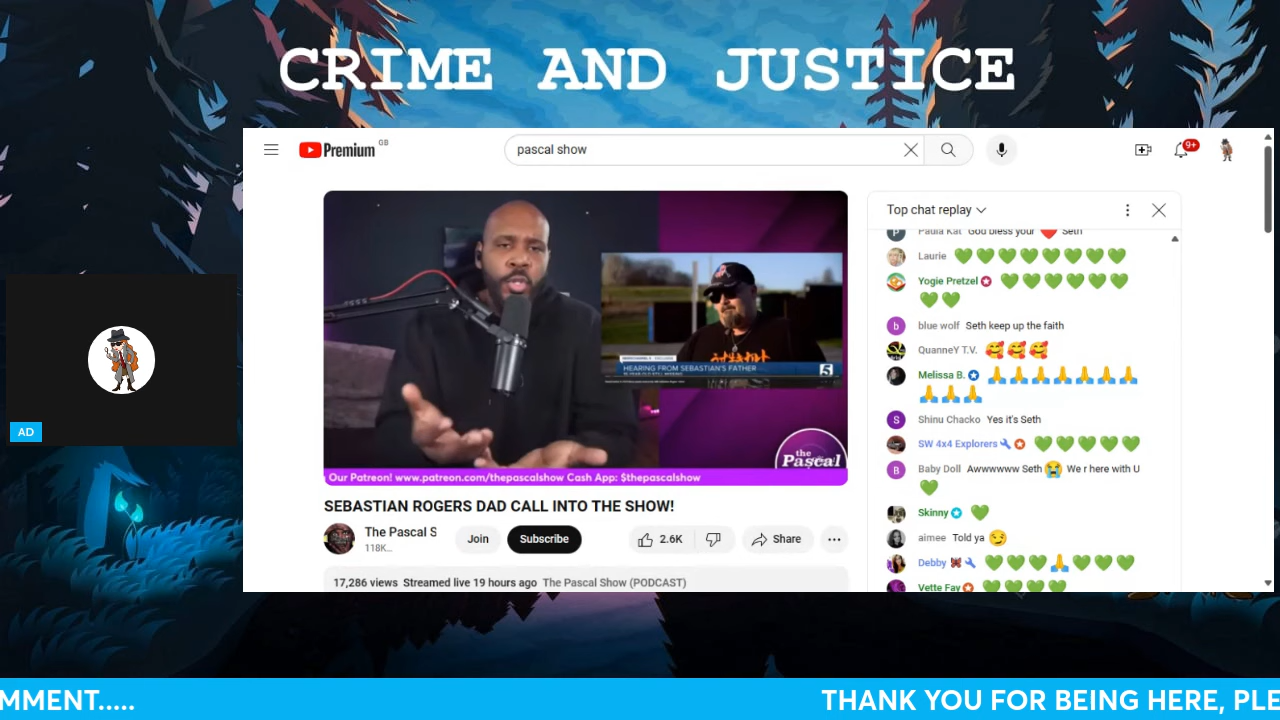 CRIME AND JUSTICE
Premium GB
pascal show
9+
Top chat replay
Paula Kat God bless your ❤️ Seth
Laurie 💚💚💚💚💚💚💚💚
Yogie Pretzel 💚💚💚💚💚💚
💚💚
blue wolf Seth keep up the faith
QuanneY T.V. 🥰🥰🥰
Melissa B. 🙏🙏🙏🙏🙏🙏🙏
🙏🙏🙏
S Shinu Chacko Yes it's Seth
SW 4x4 Explorers 💚💚💚💚💚
B Baby Doll Awwwwww Seth😭 We r here with U
💚
Skinny 💚
aimee Told ya 😏
Debby 💚💚💚🙏💚💚💚
Vette Fay 💚💚💚💚
HEARING FROM SEBASTIAN'S FATHER
5
the
Pascal
Our Patreon! www.patreon.com/thepascalshow Cash App: $thepascalshow
SEBASTIAN ROGERS DAD CALL INTO THE SHOW!
The Pascal S
118K...
Join
Subscribe
2.6K
Share
17,286 views Streamed live 19 hours ago The Pascal Show (PODCAST)
AD
MMENT.....
THANK YOU FOR BEING HERE, PLE